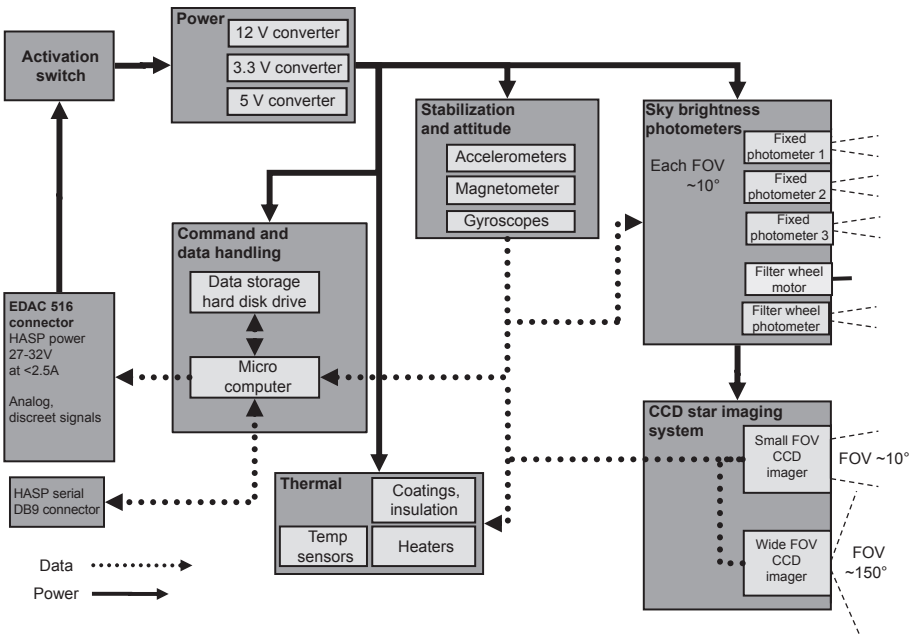 Power
12 V converter
3.3 V converter
5 V converter
Activation
switch
Stabilization
and attitude
Accelerometers
Magnetometer
Gyroscopes
Sky brightness
photometers
Each FOV
~10°
Fixed
photometer 1
Fixed
photometer 2
Fixed
photometer 3
Filter wheel
motor
Filter wheel
photometer
Command and
data handling
Data storage
hard disk drive
Micro
computer
EDAC 516
connector
HASP power
27-32V
at <2.5A
Analog,
discreet signals
HASP serial
DB9 connector
Thermal
Coatings,
insulation
Temp
sensors
Heaters
CCD star imaging
system
Small FOV
CCD
imager
FOV ~10°
Wide FOV
CCD
imager
FOV
~150°
Data
Power